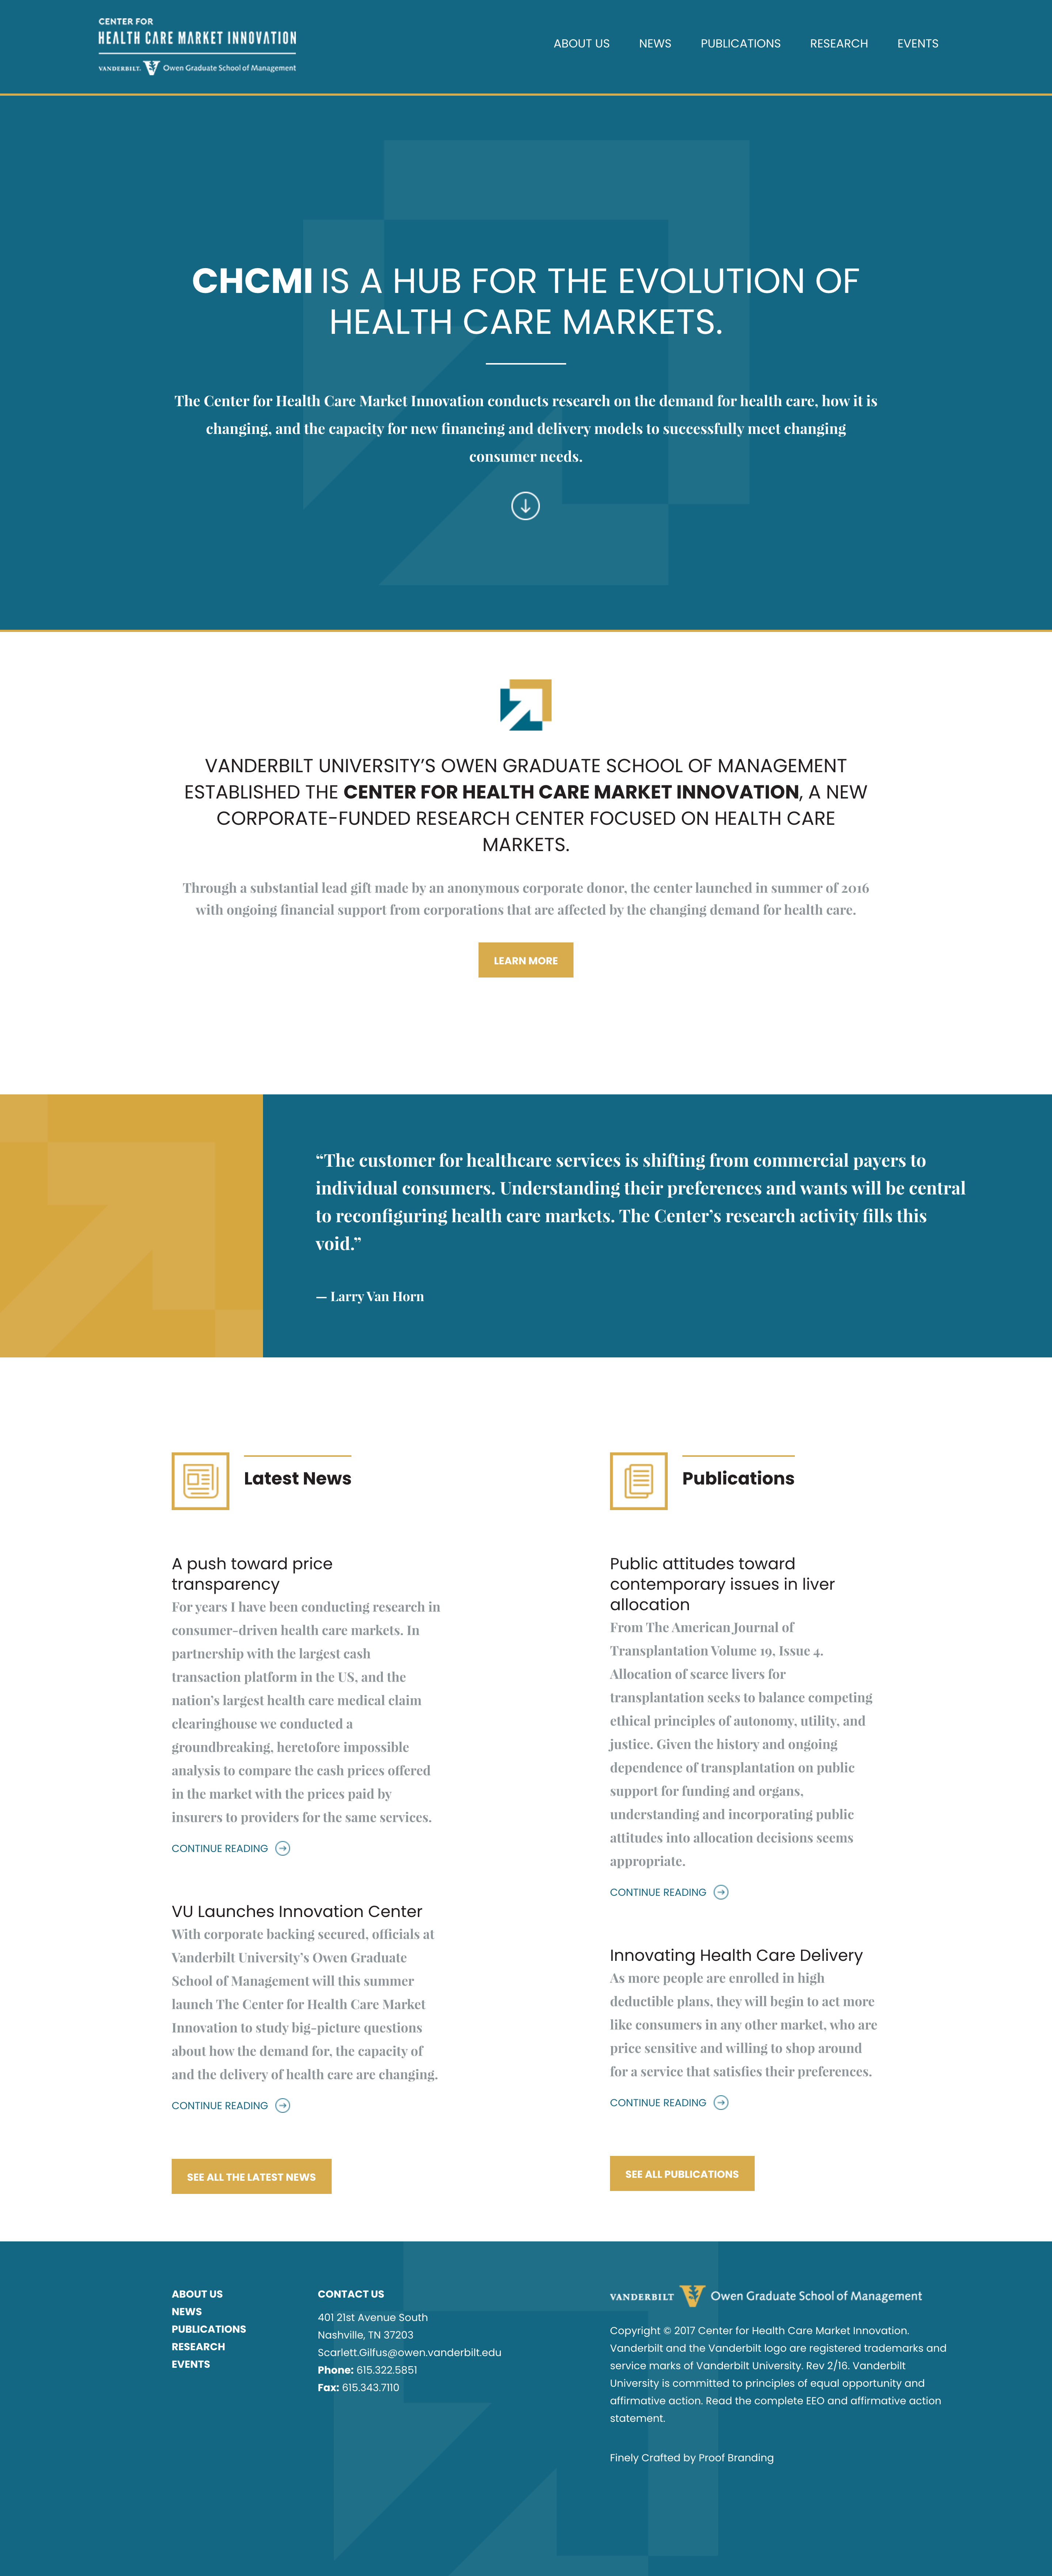 CENTER FOR
HEALTH CARE MARKET INNOVATION
VANDERBILT. V Owen Graduate School of Management
ABOUT US NEWS PUBLICATIONS RESEARCH EVENTS
CHCMI IS A HUB FOR THE EVOLUTION OF
HEALTH CARE MARKETS.
The Center for Health Care Market Innovation conducts research on the demand for health care, how it is
changing, and the capacity for new financing and delivery models to successfully meet changing
consumer needs.
VANDERBILT UNIVERSITY’S OWEN GRADUATE SCHOOL OF MANAGEMENT
ESTABLISHED THE CENTER FOR HEALTH CARE MARKET INNOVATION, A NEW
CORPORATE-FUNDED RESEARCH CENTER FOCUSED ON HEALTH CARE
MARKETS.
Through a substantial lead gift made by an anonymous corporate donor, the center launched in summer of 2016
with ongoing financial support from corporations that are affected by the changing demand for health care.
LEARN MORE
“The customer for healthcare services is shifting from commercial payers to
individual consumers. Understanding their preferences and wants will be central
to reconfiguring health care markets. The Center’s research activity fills this
void.”
— Larry Van Horn
Latest News
A push toward price
transparency
For years I have been conducting research in
consumer-driven health care markets. In
partnership with the largest cash
transaction platform in the US, and the
nation’s largest health care medical claim
clearinghouse we conducted a
groundbreaking, heretofore impossible
analysis to compare the cash prices offered
in the market with the prices paid by
insurers to providers for the same services.
CONTINUE READING
VU Launches Innovation Center
With corporate backing secured, officials at
Vanderbilt University’s Owen Graduate
School of Management will this summer
launch The Center for Health Care Market
Innovation to study big-picture questions
about how the demand for, the capacity of
and the delivery of health care are changing.
CONTINUE READING
SEE ALL THE LATEST NEWS
Publications
Public attitudes toward
contemporary issues in liver
allocation
From The American Journal of
Transplantation Volume 19, Issue 4.
Allocation of scarce livers for
transplantation seeks to balance competing
ethical principles of autonomy, utility, and
justice. Given the history and ongoing
dependence of transplantation on public
support for funding and organs,
understanding and incorporating public
attitudes into allocation decisions seems
appropriate.
CONTINUE READING
Innovating Health Care Delivery
As more people are enrolled in high
deductible plans, they will begin to act more
like consumers in any other market, who are
price sensitive and willing to shop around
for a service that satisfies their preferences.
CONTINUE READING
SEE ALL PUBLICATIONS
ABOUT US
NEWS
PUBLICATIONS
RESEARCH
EVENTS
CONTACT US
401 21st Avenue South
Nashville, TN 37203
Scarlett.Gilfus@owen.vanderbilt.edu
Phone: 615.322.5851
Fax: 615.343.7110
VANDERBILT V Owen Graduate School of Management
Copyright © 2017 Center for Health Care Market Innovation.
Vanderbilt and the Vanderbilt logo are registered trademarks and
service marks of Vanderbilt University. Rev 2/16. Vanderbilt
University is committed to principles of equal opportunity and
affirmative action. Read the complete EEO and affirmative action
statement.
Finely Crafted by Proof Branding